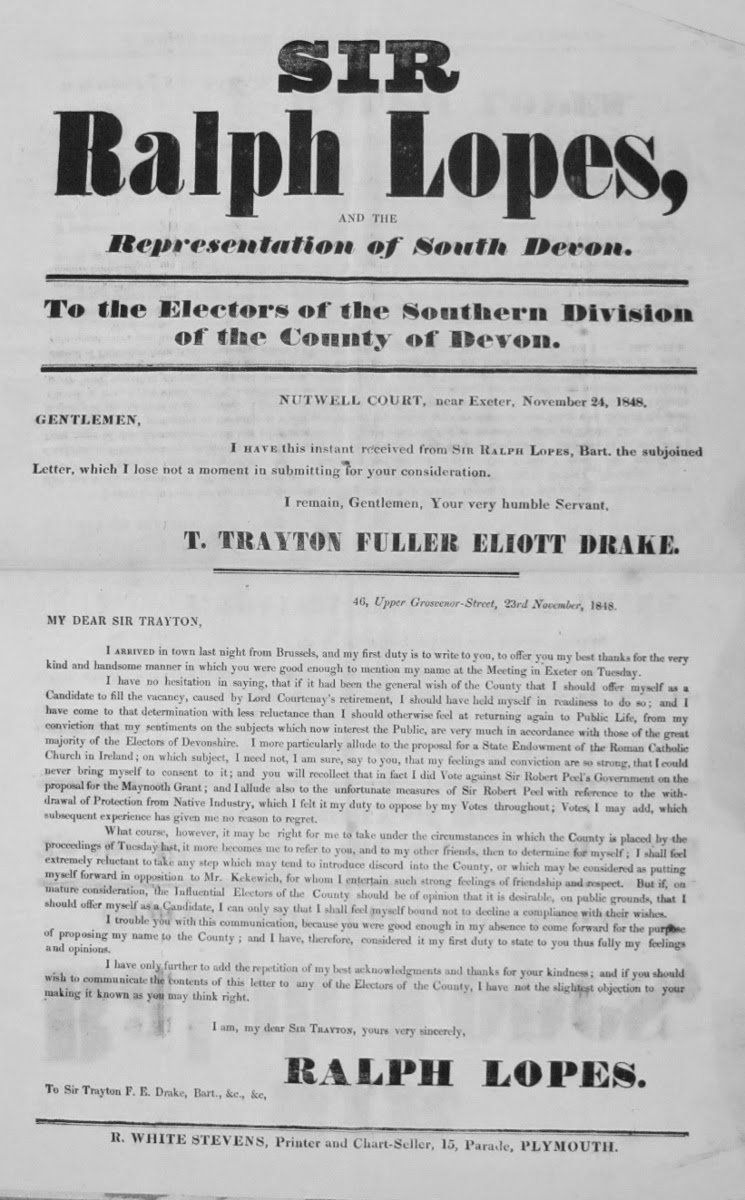 SIR
Ralph Lopes,
AND THE
Representation of South Devon.
To the Electors of the Southern Division
of the County of Devon.
NUTWELL COURT, near Exeter, November 24, 1848.
GENTLEMEN,
I HAVE this instant received from SIR RALPH LOPES, Bart. the subjoined
Letter, which I lose not a moment in submitting for your consideration.
I remain, Gentlemen, Your very humble Servant,
T. TRAYTON FULLER ELIOTT DRAKE.
46, Upper Grosvenor-Street, 23rd November, 1848.
MY DEAR SIR TRAYTON,
I ARRIVED in town last night from Brussels, and my first duty is to write to you, to offer you my best thanks for the very
kind and handsome manner in which you were good enough to mention my name at the Meeting in Exeter on Tuesday.
I have no hesitation in saying, that if it had been the general wish of the County that I should offer myself as a
Candidate to fill the vacancy, caused by Lord Courtenay's retirement, I should have held myself in readiness to do so; and I
have come to that determination with less reluctance than I should otherwise feel at returning again to Public Life, from my
conviction that my sentiments on the subjects which now interest the Public, are very much in accordance with those of the great
majority of the Electors of Devonshire. I more particularly allude to the proposal for a State Endowment of the Roman Catholic
Church in Ireland; on which subject, I need not, I am sure, say to you, that my feelings and conviction are so strong, that I could
never bring myself to consent to it; and you will recollect that in fact I did Vote against Sir Robert Peel's Government on the
proposal for the Maynooth Grant; and I allude also to the unfortunate measures of Sir Robert Peel with reference to the with-
drawal of Protection from Native Industry, which I felt it my duty to oppose by my Votes throughout; Votes, I may add, which
subsequent experience has given me no reason to regret.
What course, however, it may be right for me to take under the circumstances in which the County is placed by the
proceedings of Tuesday last, it more becomes me to refer to you, and to my other friends, then to determine for myself; I shall feel
extremely reluctant to take any step which may tend to introduce discord into the County, or which may be considered as putting
myself forward in opposition to Mr. Kekewich, for whom I entertain such strong feelings of friendship and respect. But if, on
mature consideration, the Influential Electors of the County should be of opinion that it is desirable, on public grounds, that I
should offer myself as a Candidate, I can only say that I shall feel myself bound not to decline a compliance with their wishes.
I trouble you with this communication, because you were good enough in my absence to come forward for the purpose
of proposing my name to the County; and I have, therefore, considered it my first duty to state to you thus fully my feelings
and opinions.
I have only further to add the repetition of my best acknowledgments and thanks for your kindness; and if you should
wish to communicate the contents of this letter to any of the Electors of the County, I have not the slightest objection to your
making it known as you may think right.
I am, my dear SIR TRAYTON, yours very sincerely,
RALPH LOPES.
To Sir Trayton F. E. Drake, Bart., &c., &c,
R. WHITE STEVENS, Printer and Chart-Seller, 15, Parade, PLYMOUTH.